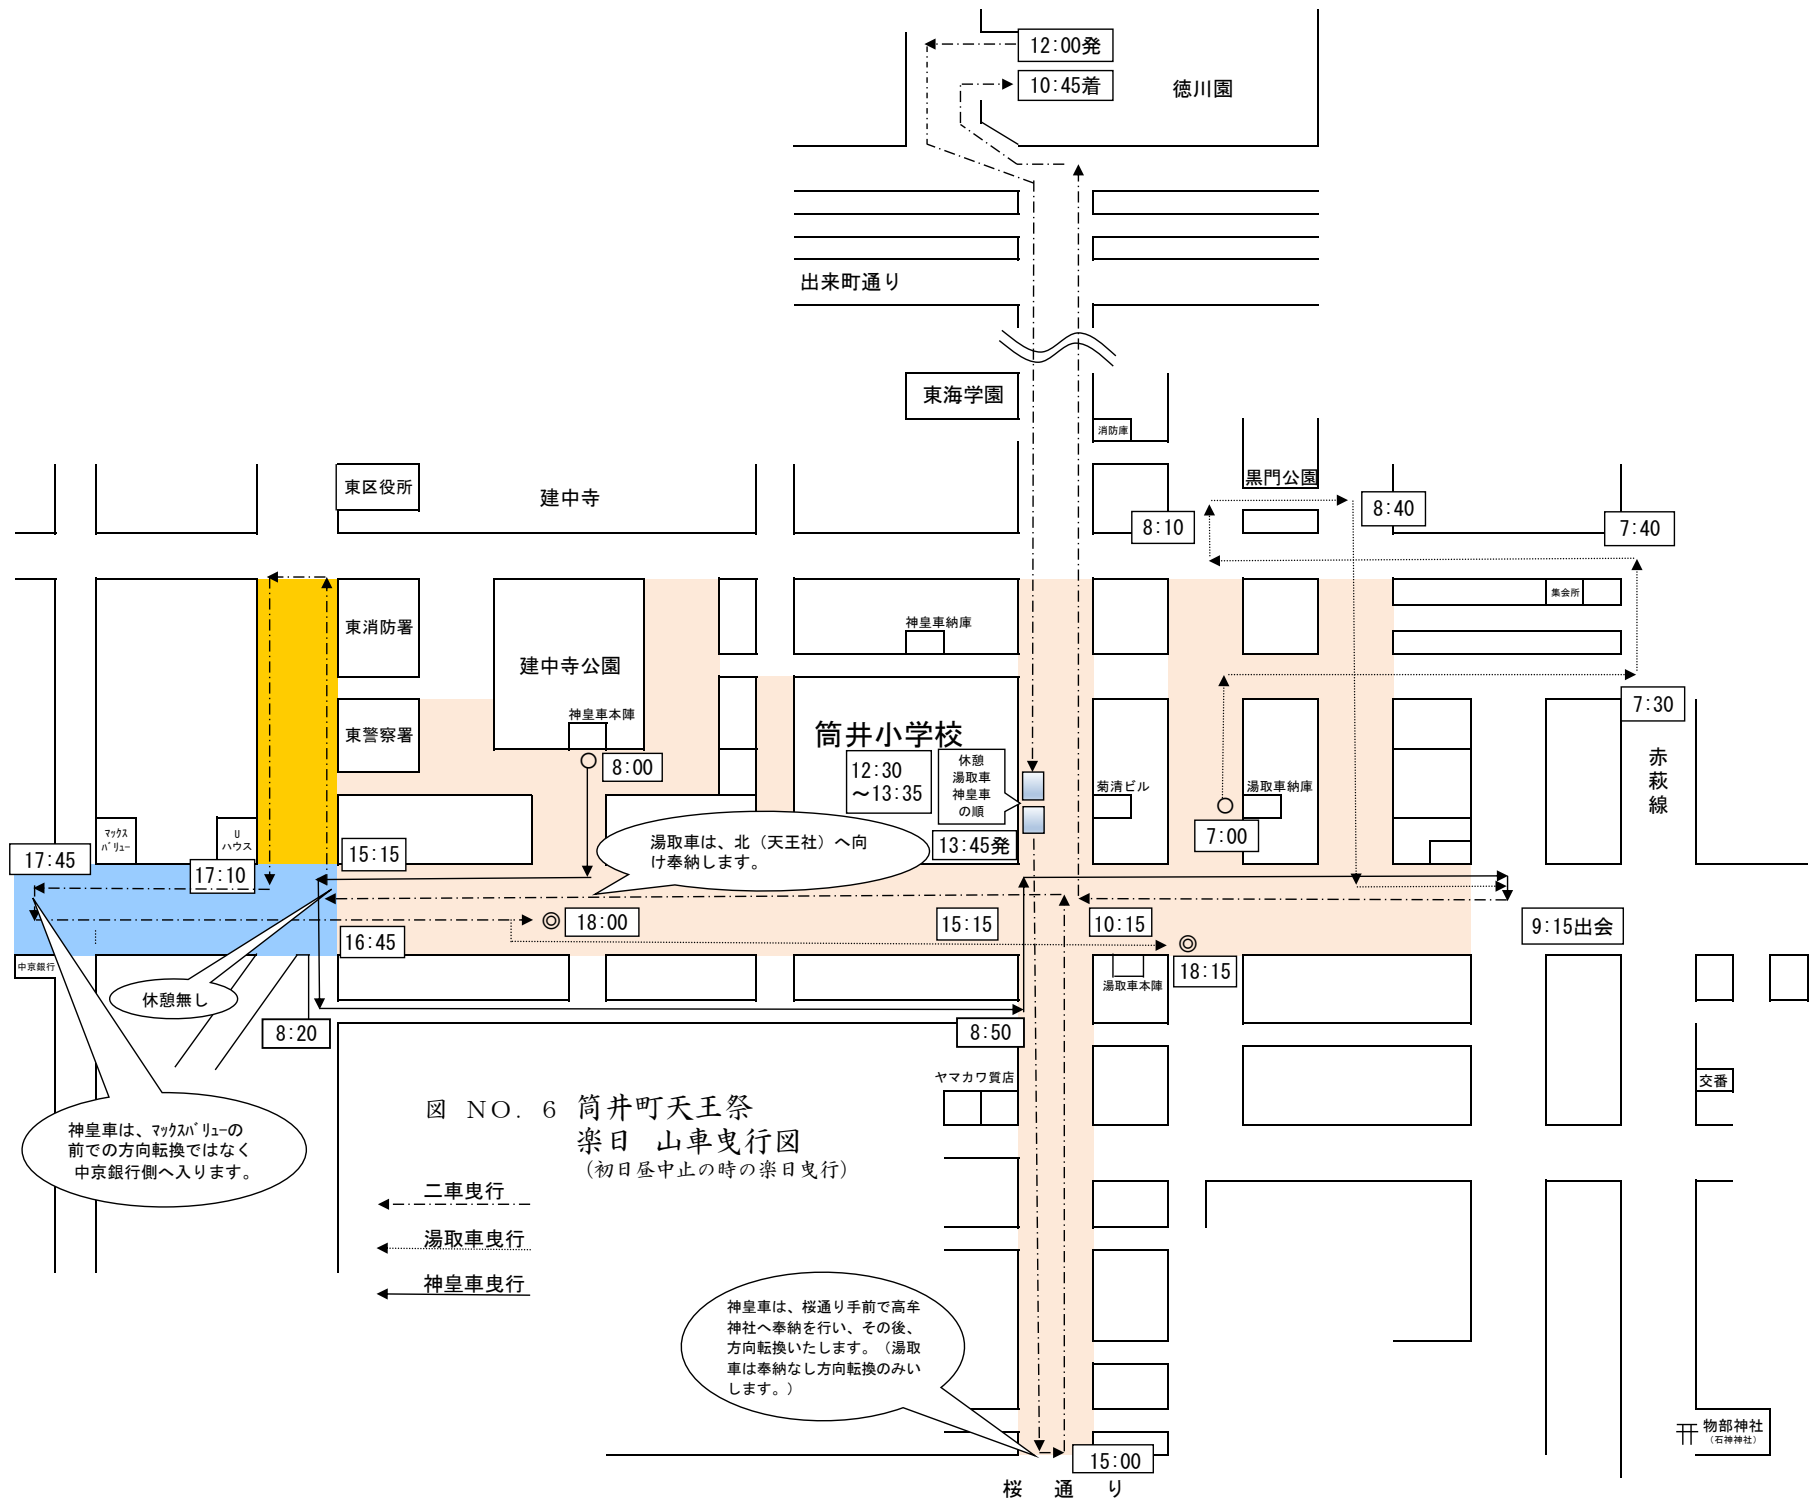 12:00発
10:45着
徳川園
出来町通り
東海学園
消防庫
東区役所
建中寺
黒門公園
8:40
8:10
7:40
集会所
東消防署
神皇車納庫
建中寺公園
7:30
東警察署
神皇車本陣
筒井小学校
8:00
12:30
～13:35
休憩
湯取車
神皇車
の順
菊清ビル
湯取車納庫
赤萩線
7:00
マックス
バリュー
U
ハウス
湯取車は、北（天王社）へ向
け奉納します。
13:45発
17:45
15:15
17:10
18:00
15:15
10:15
9:15出会
16:45
中京銀行
18:15
湯取車本陣
休憩無し
8:20
8:50
ヤマカワ質店
交番
図 NO. 6 筒井町天王祭
楽日 山車曳行図
（初日昼中止の時の楽日曳行）
神皇車は、マックスバリューの
前での方向転換ではなく
中京銀行側へ入ります。
二車曳行
湯取車曳行
神皇車曳行
神皇車は、桜通り手前で高牟
神社へ奉納を行い、その後、
方向転換いたします。（湯取
車は奉納なし方向転換のみい
します。）
物部神社
（石神神社）
15:00
桜 通 り